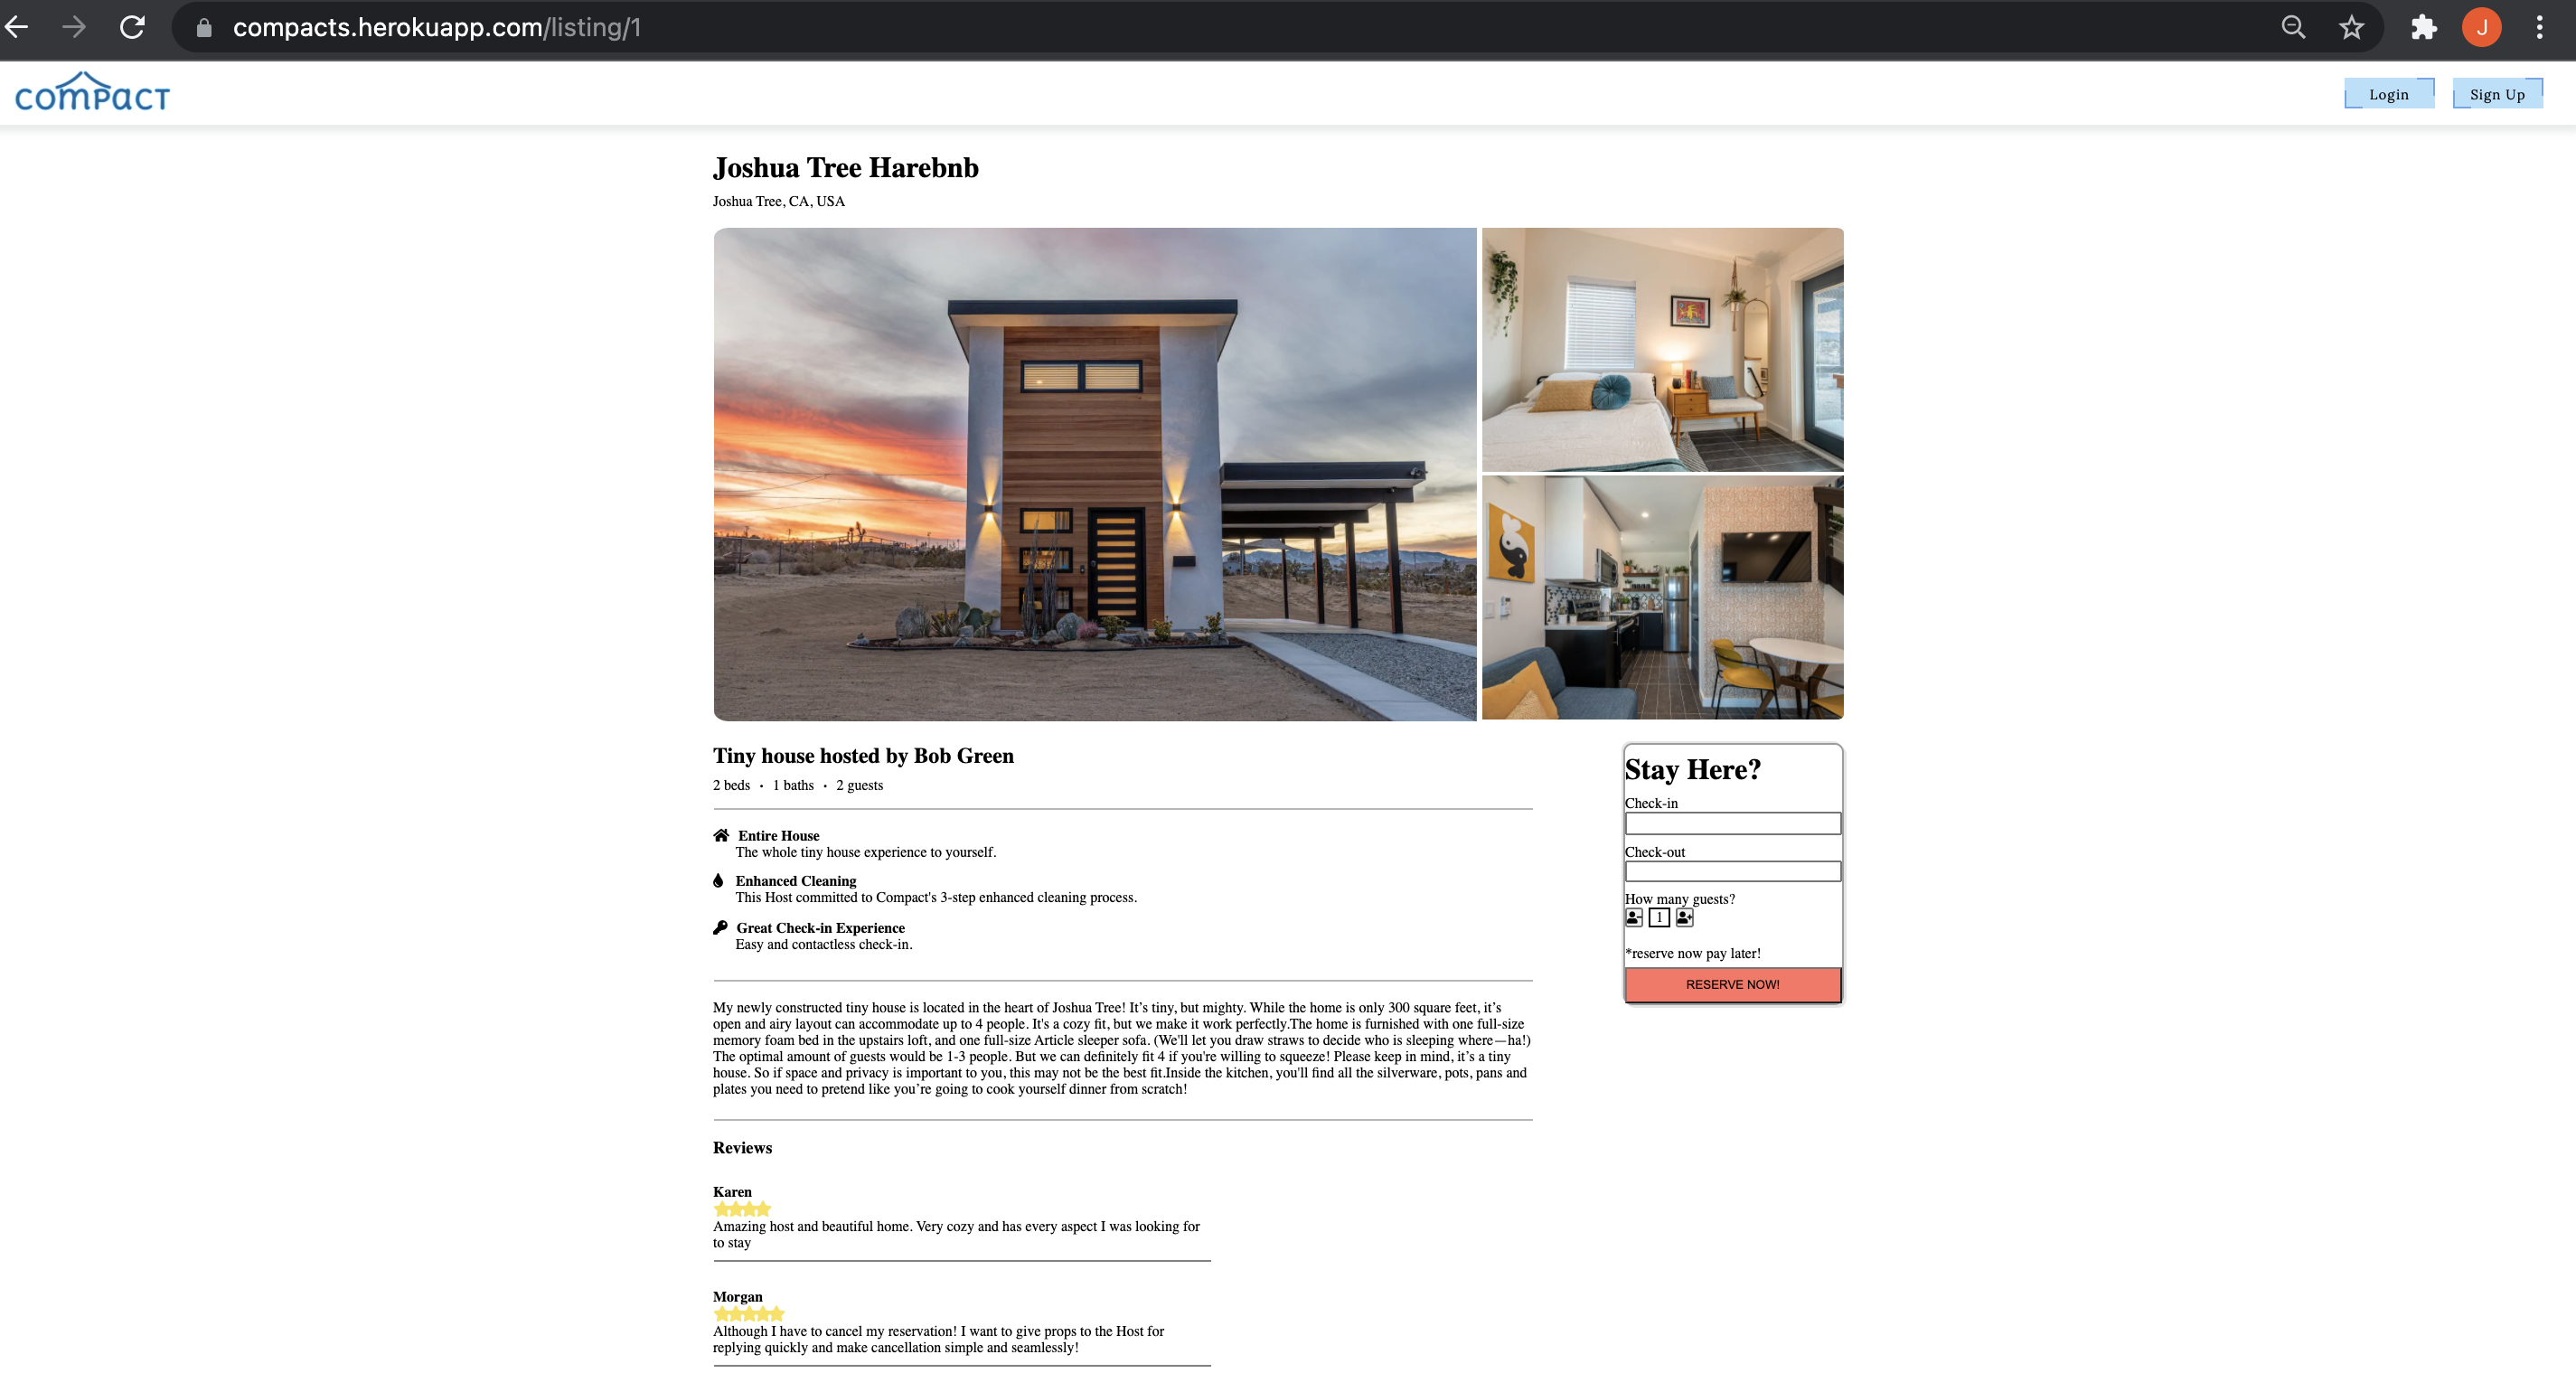 compacts.herokuapp.com/listing/1
J
compact
Login
Sign Up
Joshua Tree Harebnb
Joshua Tree, CA, USA
Tiny house hosted by Bob Green
2 beds • 1 baths • 2 guests
Entire House
The whole tiny house experience to yourself.
Enhanced Cleaning
This Host committed to Compact's 3-step enhanced cleaning process.
Great Check-in Experience
Easy and contactless check-in.
My newly constructed tiny house is located in the heart of Joshua Tree! It’s tiny, but mighty. While the home is only 300 square feet, it’s
open and airy layout can accommodate up to 4 people. It's a cozy fit, but we make it work perfectly.The home is furnished with one full-size
memory foam bed in the upstairs loft, and one full-size Article sleeper sofa. (We'll let you draw straws to decide who is sleeping where—ha!)
The optimal amount of guests would be 1-3 people. But we can definitely fit 4 if you're willing to squeeze! Please keep in mind, it’s a tiny
house. So if space and privacy is important to you, this may not be the best fit.Inside the kitchen, you'll find all the silverware, pots, pans and
plates you need to pretend like you’re going to cook yourself dinner from scratch!
Reviews
Karen
Amazing host and beautiful home. Very cozy and has every aspect I was looking for
to stay
Morgan
Although I have to cancel my reservation! I want to give props to the Host for
replying quickly and make cancellation simple and seamlessly!
Stay Here?
Check-in
Check-out
How many guests?
1
*reserve now pay later!
RESERVE NOW!